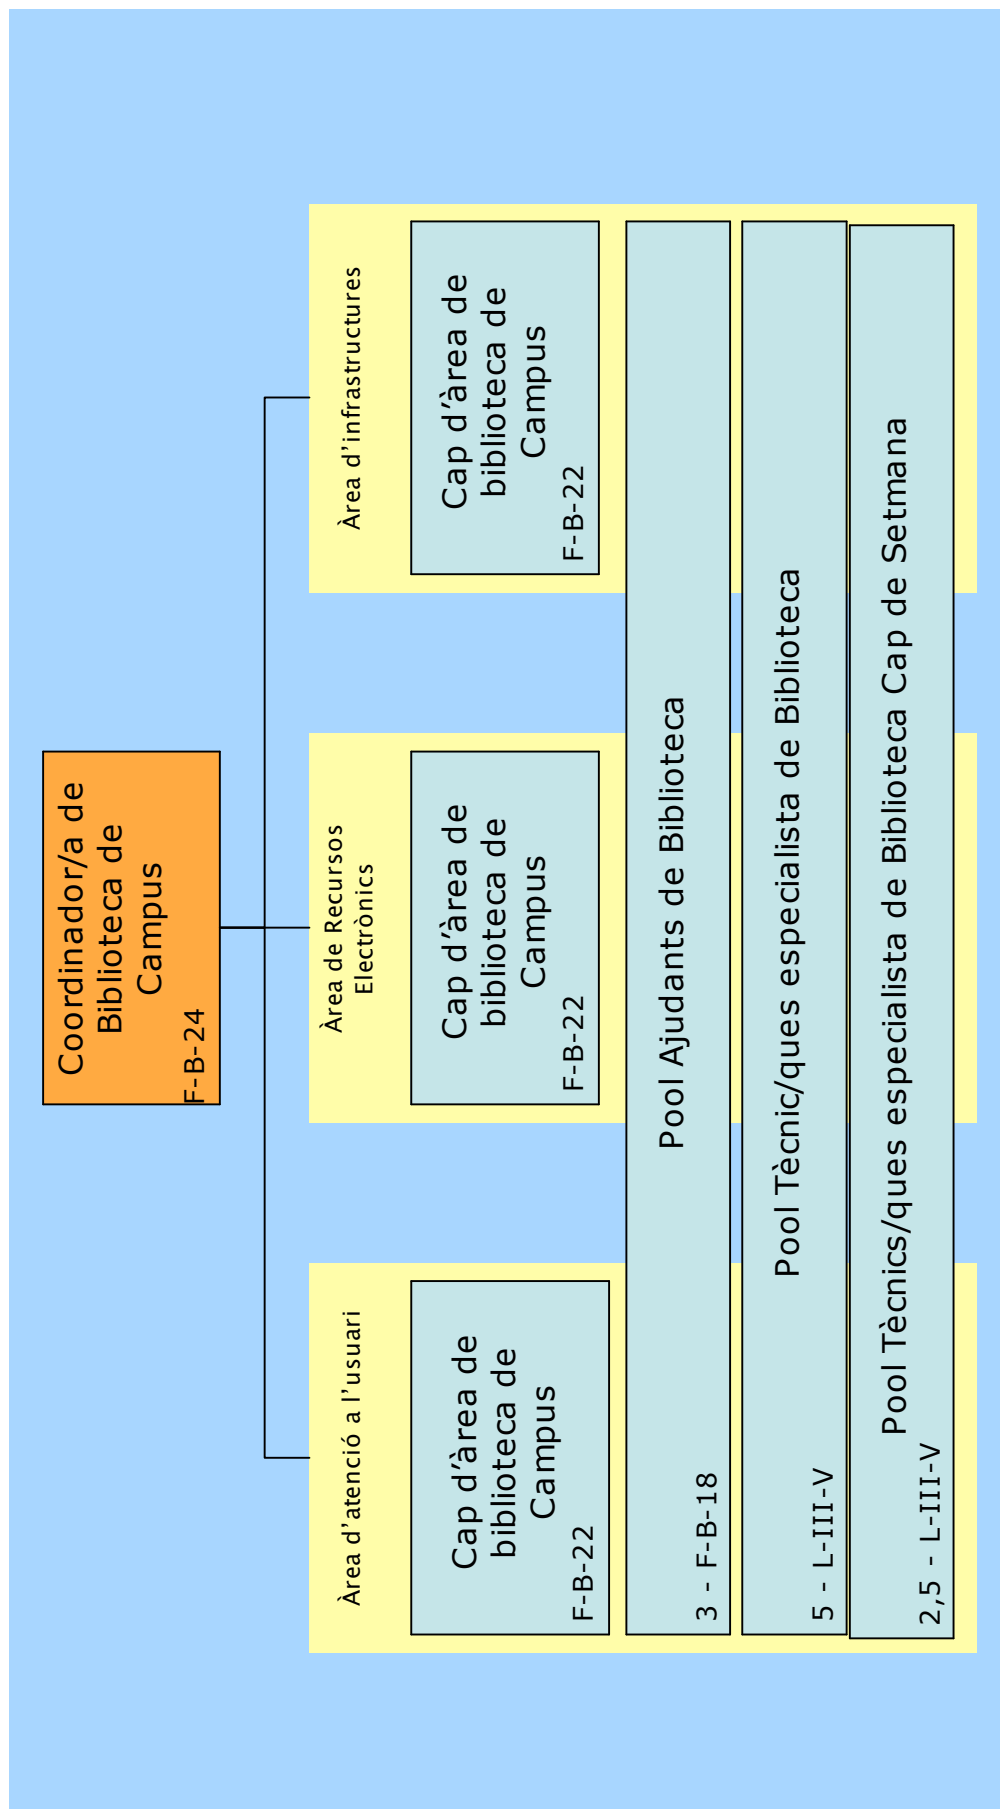 Coordinador/a de
Biblioteca de
Campus
F-B-24
Àrea d'atenció a l'usuari
Cap d'àrea de
biblioteca de
Campus
F-B-22
Àrea de Recursos
Electrònics
Cap d'àrea de
biblioteca de
Campus
F-B-22
Àrea d'infrastructures
Cap d'àrea de
biblioteca de
Campus
F-B-22
Pool Ajudants de Biblioteca
3 - F-B-18
Pool Tècnic/ques especialista de Biblioteca
5 - L-III-V
Pool Tècnics/ques especialista de Biblioteca Cap de Setmana
2,5 - L-III-V